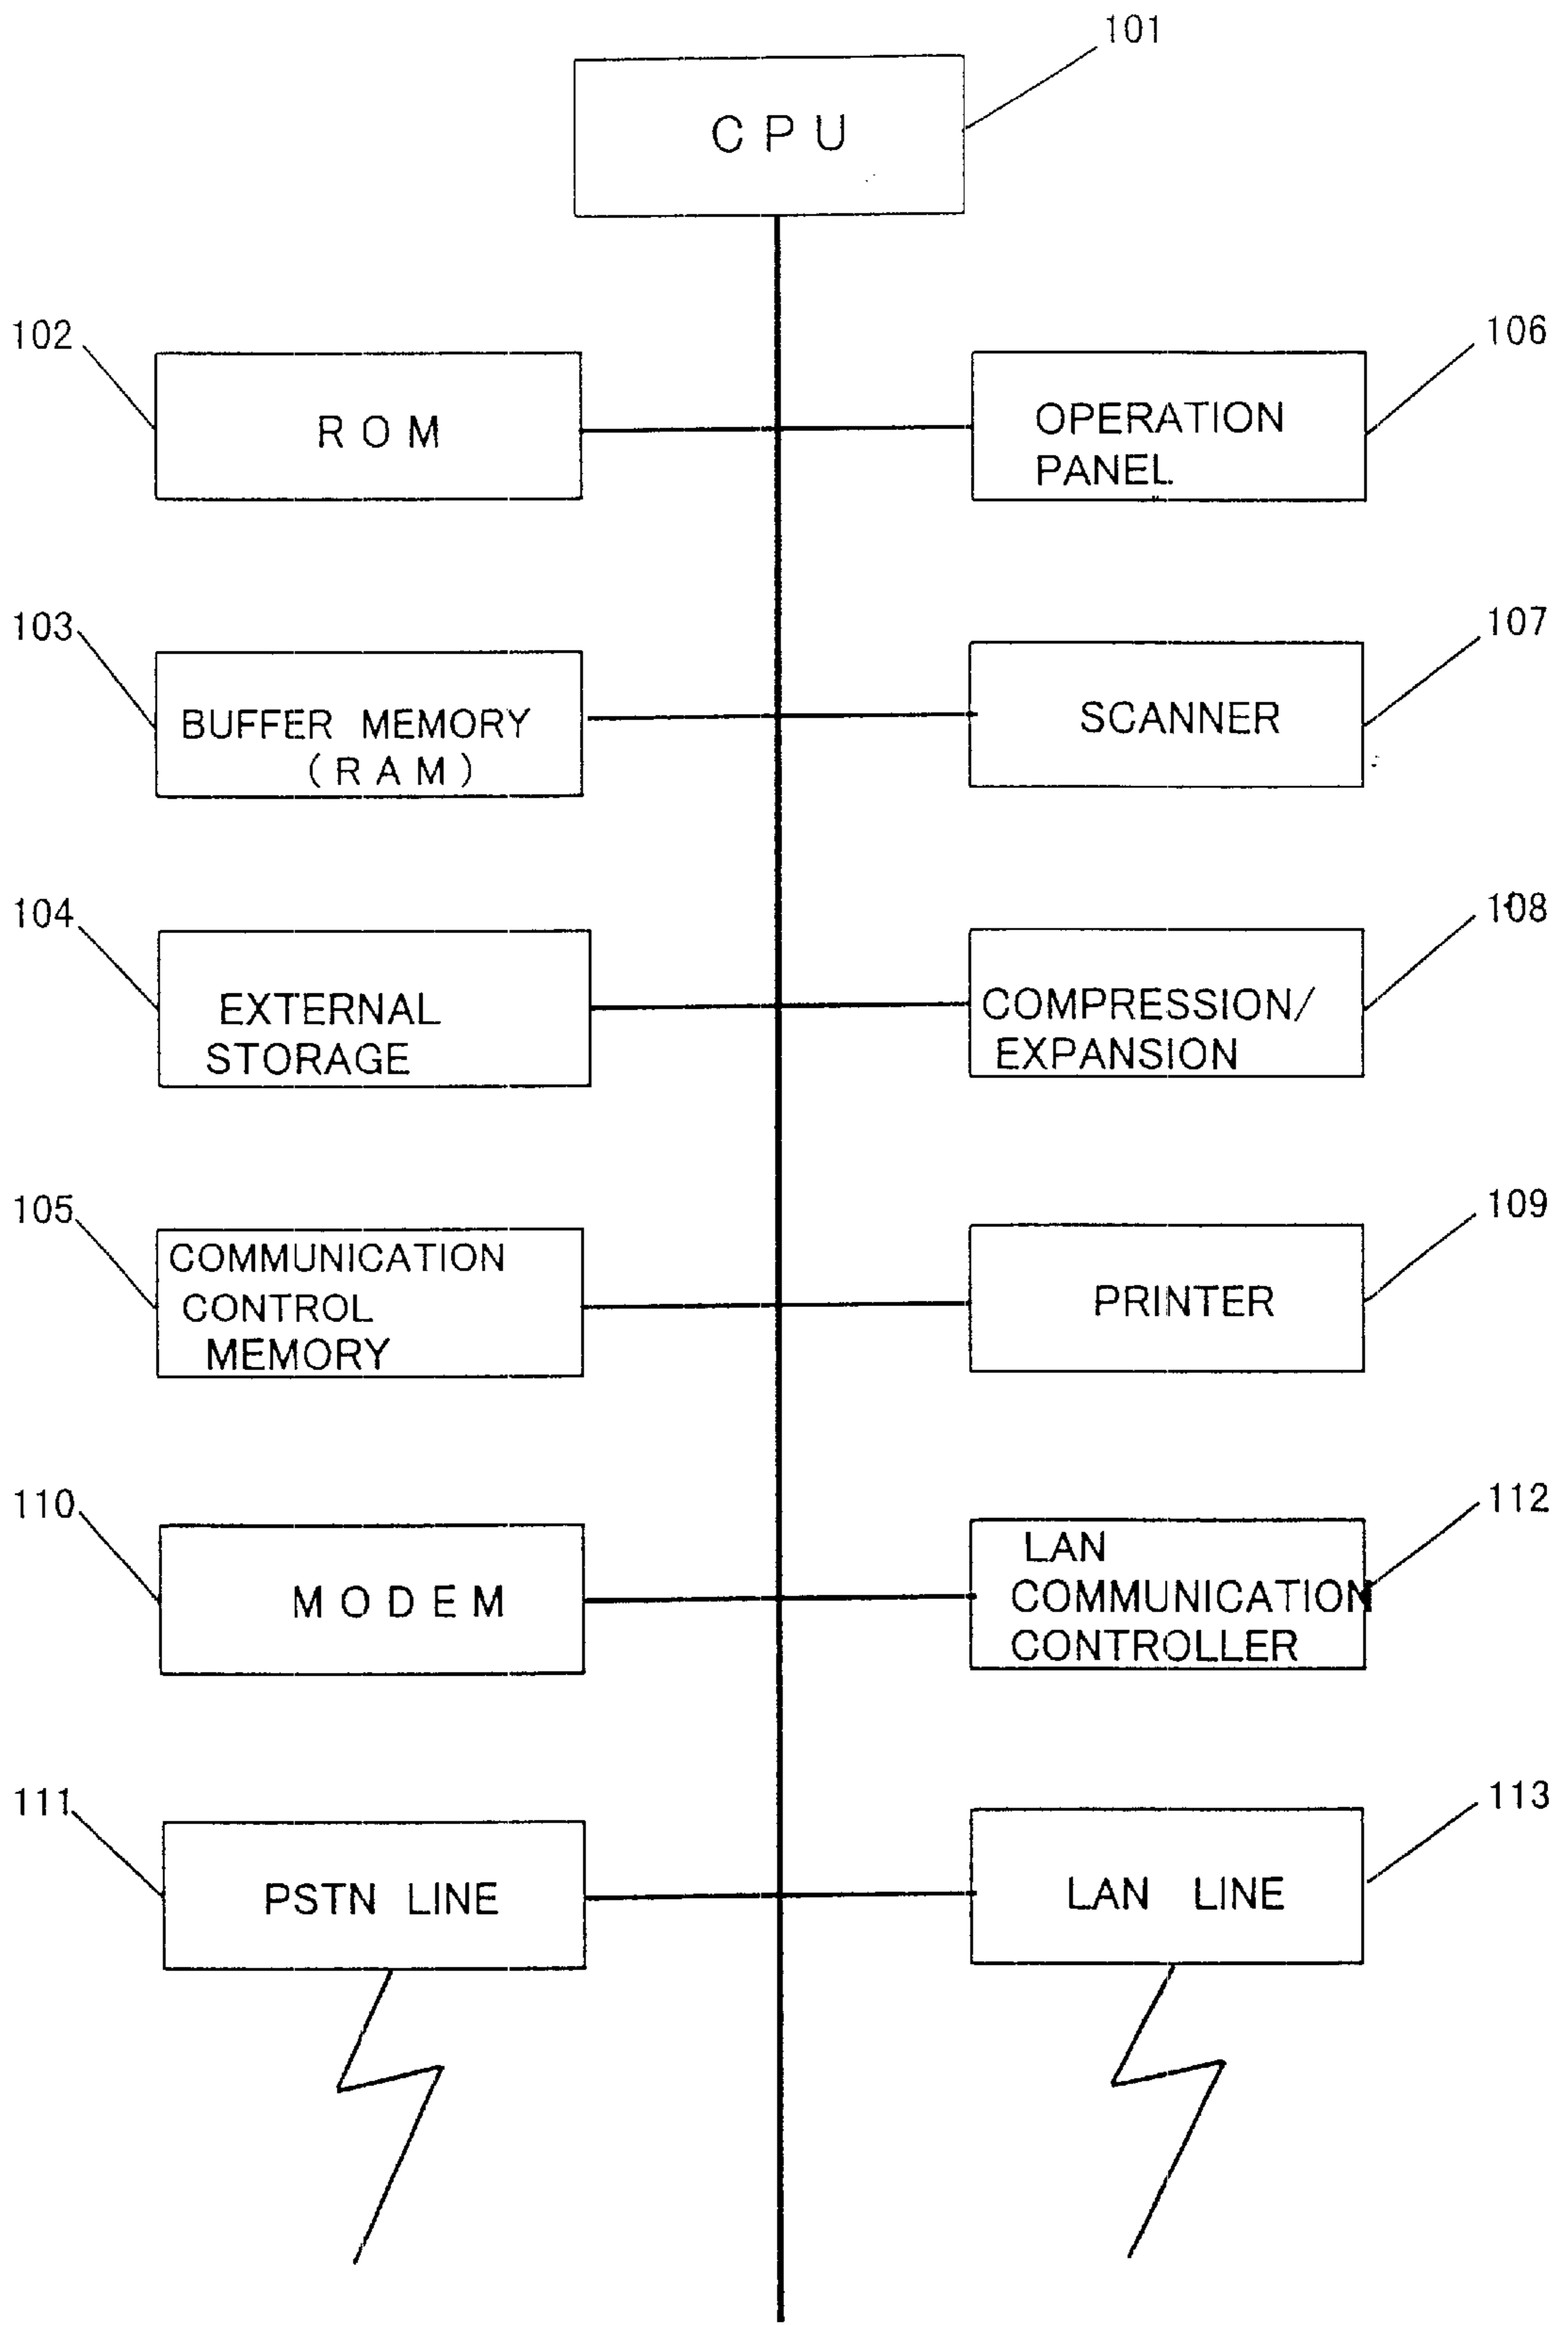 101
CPU
102
ROM
106
OPERATION
PANEL
103
BUFFER MEMORY
(RAM)
107
SCANNER
104
EXTERNAL
STORAGE
108
COMPRESSION/
EXPANSION
105
COMMUNICATION
CONTROL
MEMORY
109
PRINTER
110
MODEM
112
LAN
COMMUNICATION
CONTROLLER
111
PSTN LINE
113
LAN LINE